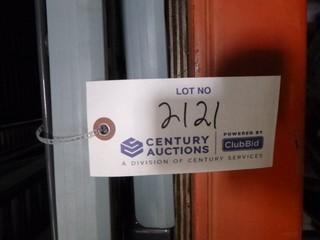 LOT NO
2121
CENTURY AUCTIONS
POWERED BY
ClubBid
A DIVISION OF CENTURY SERVICES